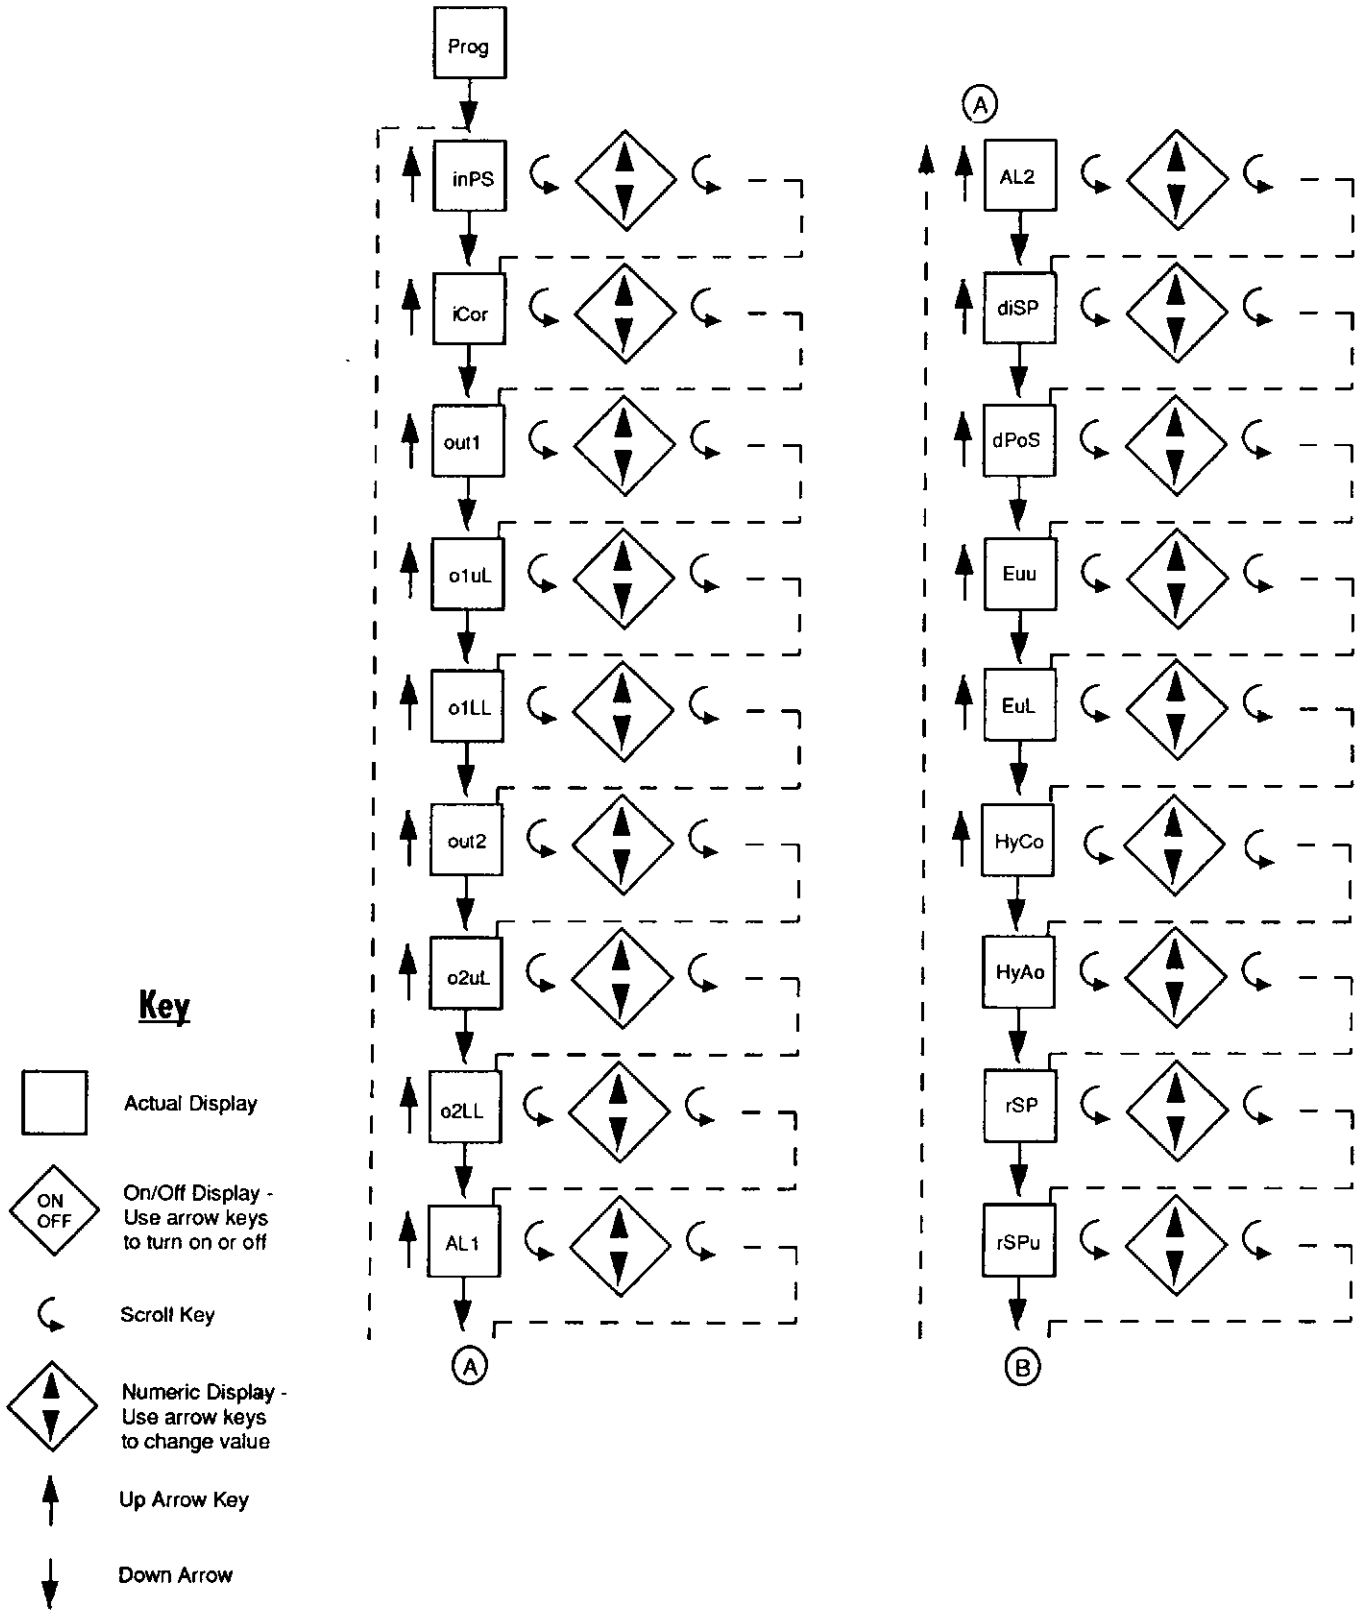 Prog
inPS
iCor
out1
o1uL
o1LL
out2
o2uL
o2LL
AL1
A
A
AL2
diSP
dPoS
Euu
EuL
HyCo
HyAo
rSP
rSPu
B
Key
Actual Display
ON
OFF
On/Off Display -
Use arrow keys
to turn on or off
Scroll Key
Numeric Display -
Use arrow keys
to change value
Up Arrow Key
Down Arrow